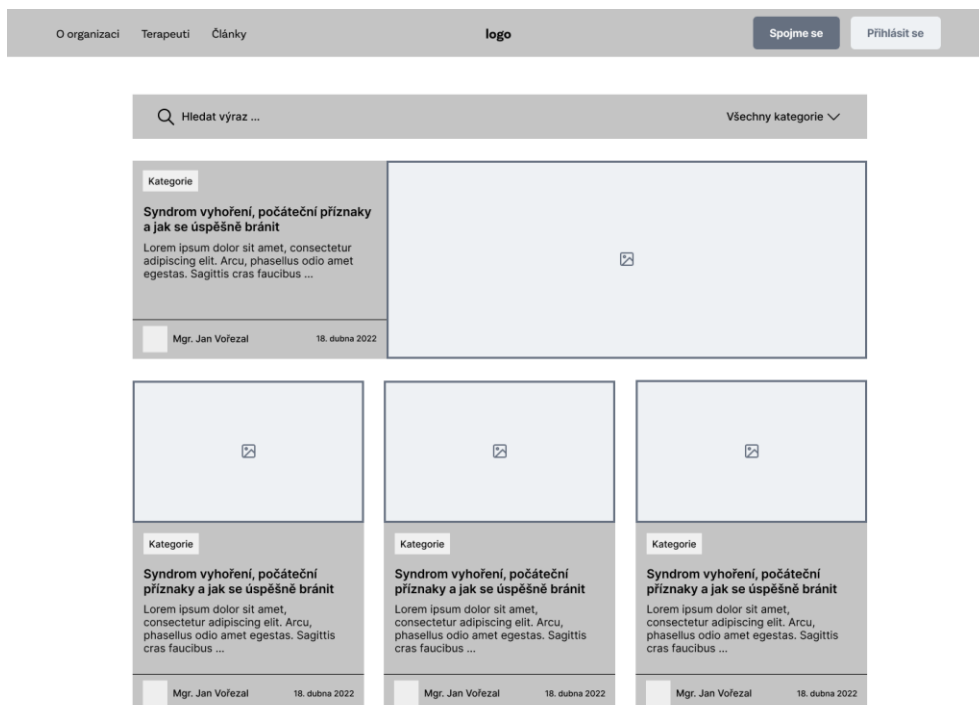 O organizaci Terapeuti Články logo Spojme se Přihlásit se
Hledat výraz ... Všechny kategorie
Kategorie
Syndrom vyhoření, počáteční příznaky
a jak se úspěšně bránit
Lorem ipsum dolor sit amet, consectetur
adipiscing elit. Arcu, phasellus odio amet
egestas. Sagittis cras faucibus ...
Mgr. Jan Vořezal 18. dubna 2022
Kategorie
Syndrom vyhoření, počáteční
příznaky a jak se úspěšně bránit
Lorem ipsum dolor sit amet,
consectetur adipiscing elit. Arcu,
phasellus odio amet egestas. Sagittis
cras faucibus ...
Mgr. Jan Vořezal 18. dubna 2022
Kategorie
Syndrom vyhoření, počáteční
příznaky a jak se úspěšně bránit
Lorem ipsum dolor sit amet,
consectetur adipiscing elit. Arcu,
phasellus odio amet egestas. Sagittis
cras faucibus ...
Mgr. Jan Vořezal 18. dubna 2022
Kategorie
Syndrom vyhoření, počáteční
příznaky a jak se úspěšně bránit
Lorem ipsum dolor sit amet,
consectetur adipiscing elit. Arcu,
phasellus odio amet egestas. Sagittis
cras faucibus ...
Mgr. Jan Vořezal 18. dubna 2022